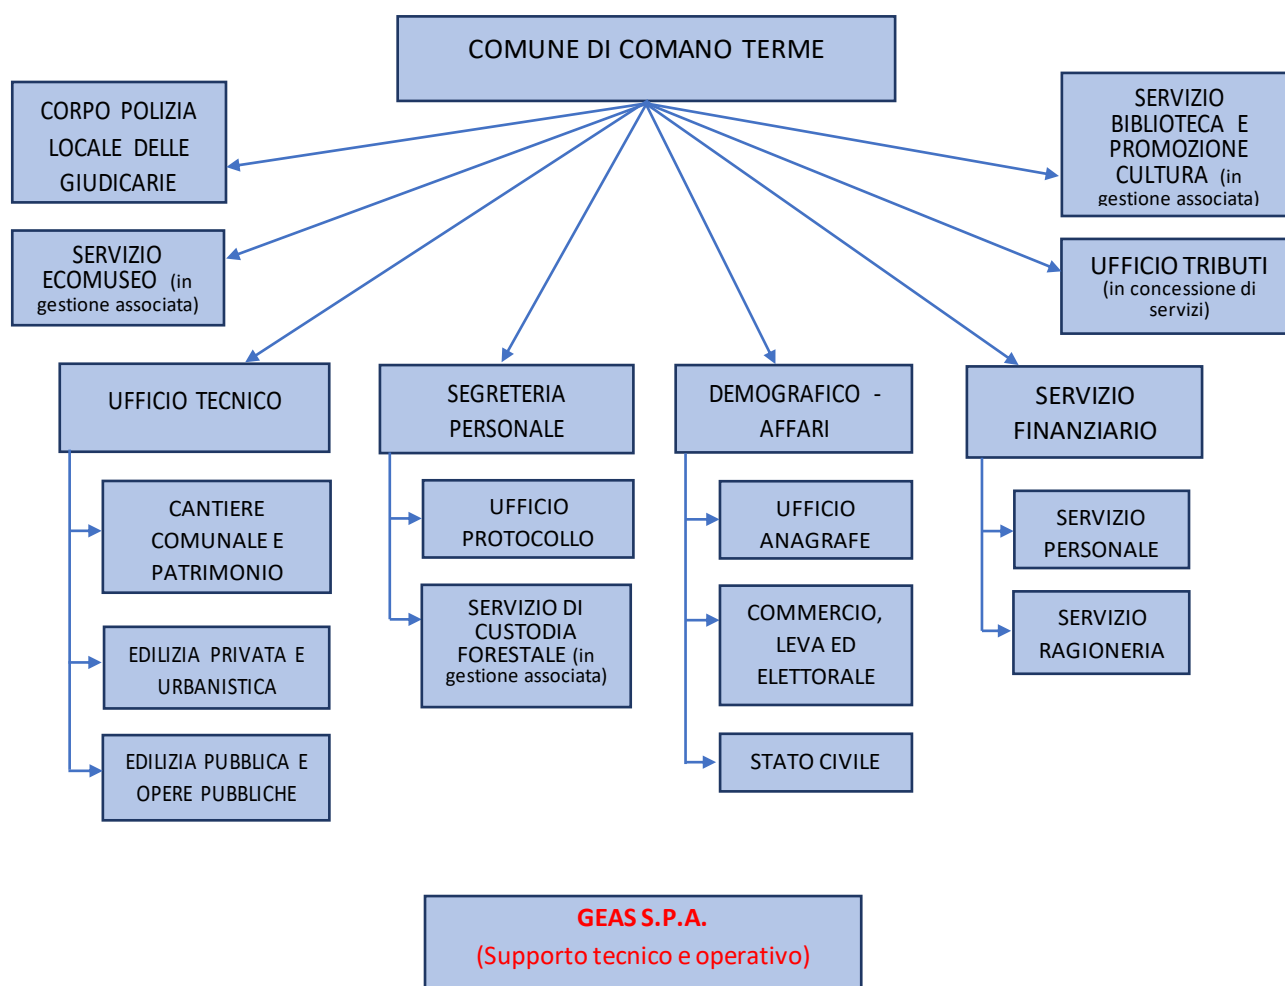 COMUNE DI COMANO TERME
CORPO POLIZIA
LOCALE DELLE
GIUDICARIE
SERVIZIO
BIBLIOTECA E
PROMOZIONE
CULTURA (in
gestione associata)
SERVIZIO
ECOMUSEO (in
gestione associata)
UFFICIO TRIBUTI
(in concessione di
servizi)
UFFICIO TECNICO
SEGRETERIA
PERSONALE
DEMOGRAFICO -
AFFARI
SERVIZIO
FINANZIARIO
CANTIERE
COMUNALE E
PATRIMONIO
UFFICIO
PROTOCOLLO
UFFICIO
ANAGRAFE
SERVIZIO
PERSONALE
EDILIZIA PRIVATA E
URBANISTICA
SERVIZIO DI
CUSTODIA
FORESTALE (in
gestione associata)
COMMERCIO,
LEVA ED
ELETTORALE
SERVIZIO
RAGIONERIA
EDILIZIA PUBBLICA E
OPERE PUBBLICHE
STATO CIVILE
GEAS S.P.A.
(Supporto tecnico e operativo)